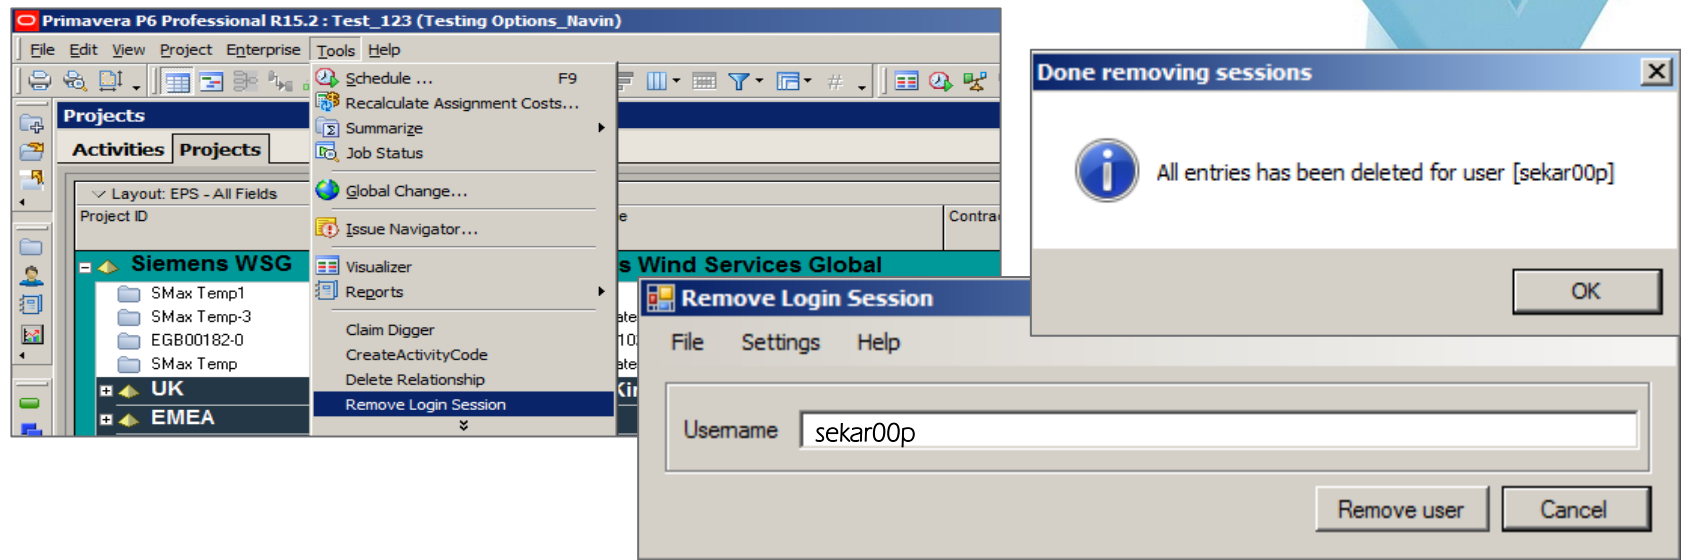 Primavera P6 Professional R15.2 : Test_123 (Testing Options_Navin)
File Edit View Project Enterprise Tools Help
Schedule ... F9
Recalculate Assignment Costs...
Summarize
Job Status
Global Change...
Issue Navigator...
Visualizer
Reports
Claim Digger
CreateActivityCode
Delete Relationship
Remove Login Session
Projects
Activities Projects
Layout: EPS - All Fields
Project ID
e
Contra
Siemens WSG
s Wind Services Global
SMax Temp1
SMax Temp-3
ate
EGB00182-0
10
SMax Temp
ate
UK
Kin
EMEA
Done removing sessions
All entries has been deleted for user [sekar00p]
OK
Remove Login Session
File Settings Help
Username sekar00p
Remove user Cancel